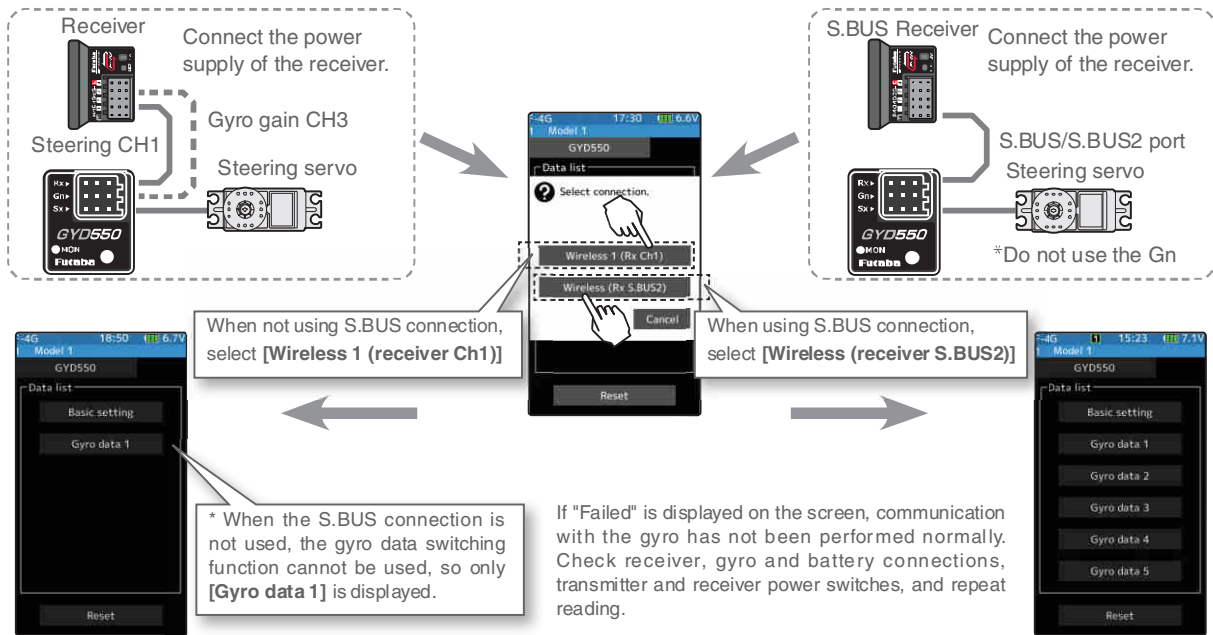 Receiver
Connect the power
supply of the receiver.
Gyro gain CH3
Steering CH1
Steering servo
Rx▸
Gn▸
Sx▸
GYD550
MON
Futaba
-4G 17:30 6.6V
1 Model 1
GYD550
Data list
? Select connection.
Wireless 1 (Rx Ch1)
Wireless (Rx S.BUS2)
Cancel
Reset
S.BUS Receiver
Connect the power
supply of the receiver.
S.BUS/S.BUS2 port
Steering servo
Rx▸
Gn▸
Sx▸
GYD550
MON
Futaba
*Do not use the Gn
When not using S.BUS connection,
select [Wireless 1 (receiver Ch1)]
When using S.BUS connection,
select [Wireless (receiver S.BUS2)]
-4G 18:50 6.7V
Model 1
GYD550
Data list
Basic setting
Gyro data 1
Reset
* When the S.BUS connection is
not used, the gyro data switching
function cannot be used, so only
[Gyro data 1] is displayed.
If "Failed" is displayed on the screen, communication
with the gyro has not been performed normally.
Check receiver, gyro and battery connections,
transmitter and receiver power switches, and repeat
reading.
-4G 1 15:23 7.1V
1 Model 1
GYD550
Data list
Basic setting
Gyro data 1
Gyro data 2
Gyro data 3
Gyro data 4
Gyro data 5
Reset